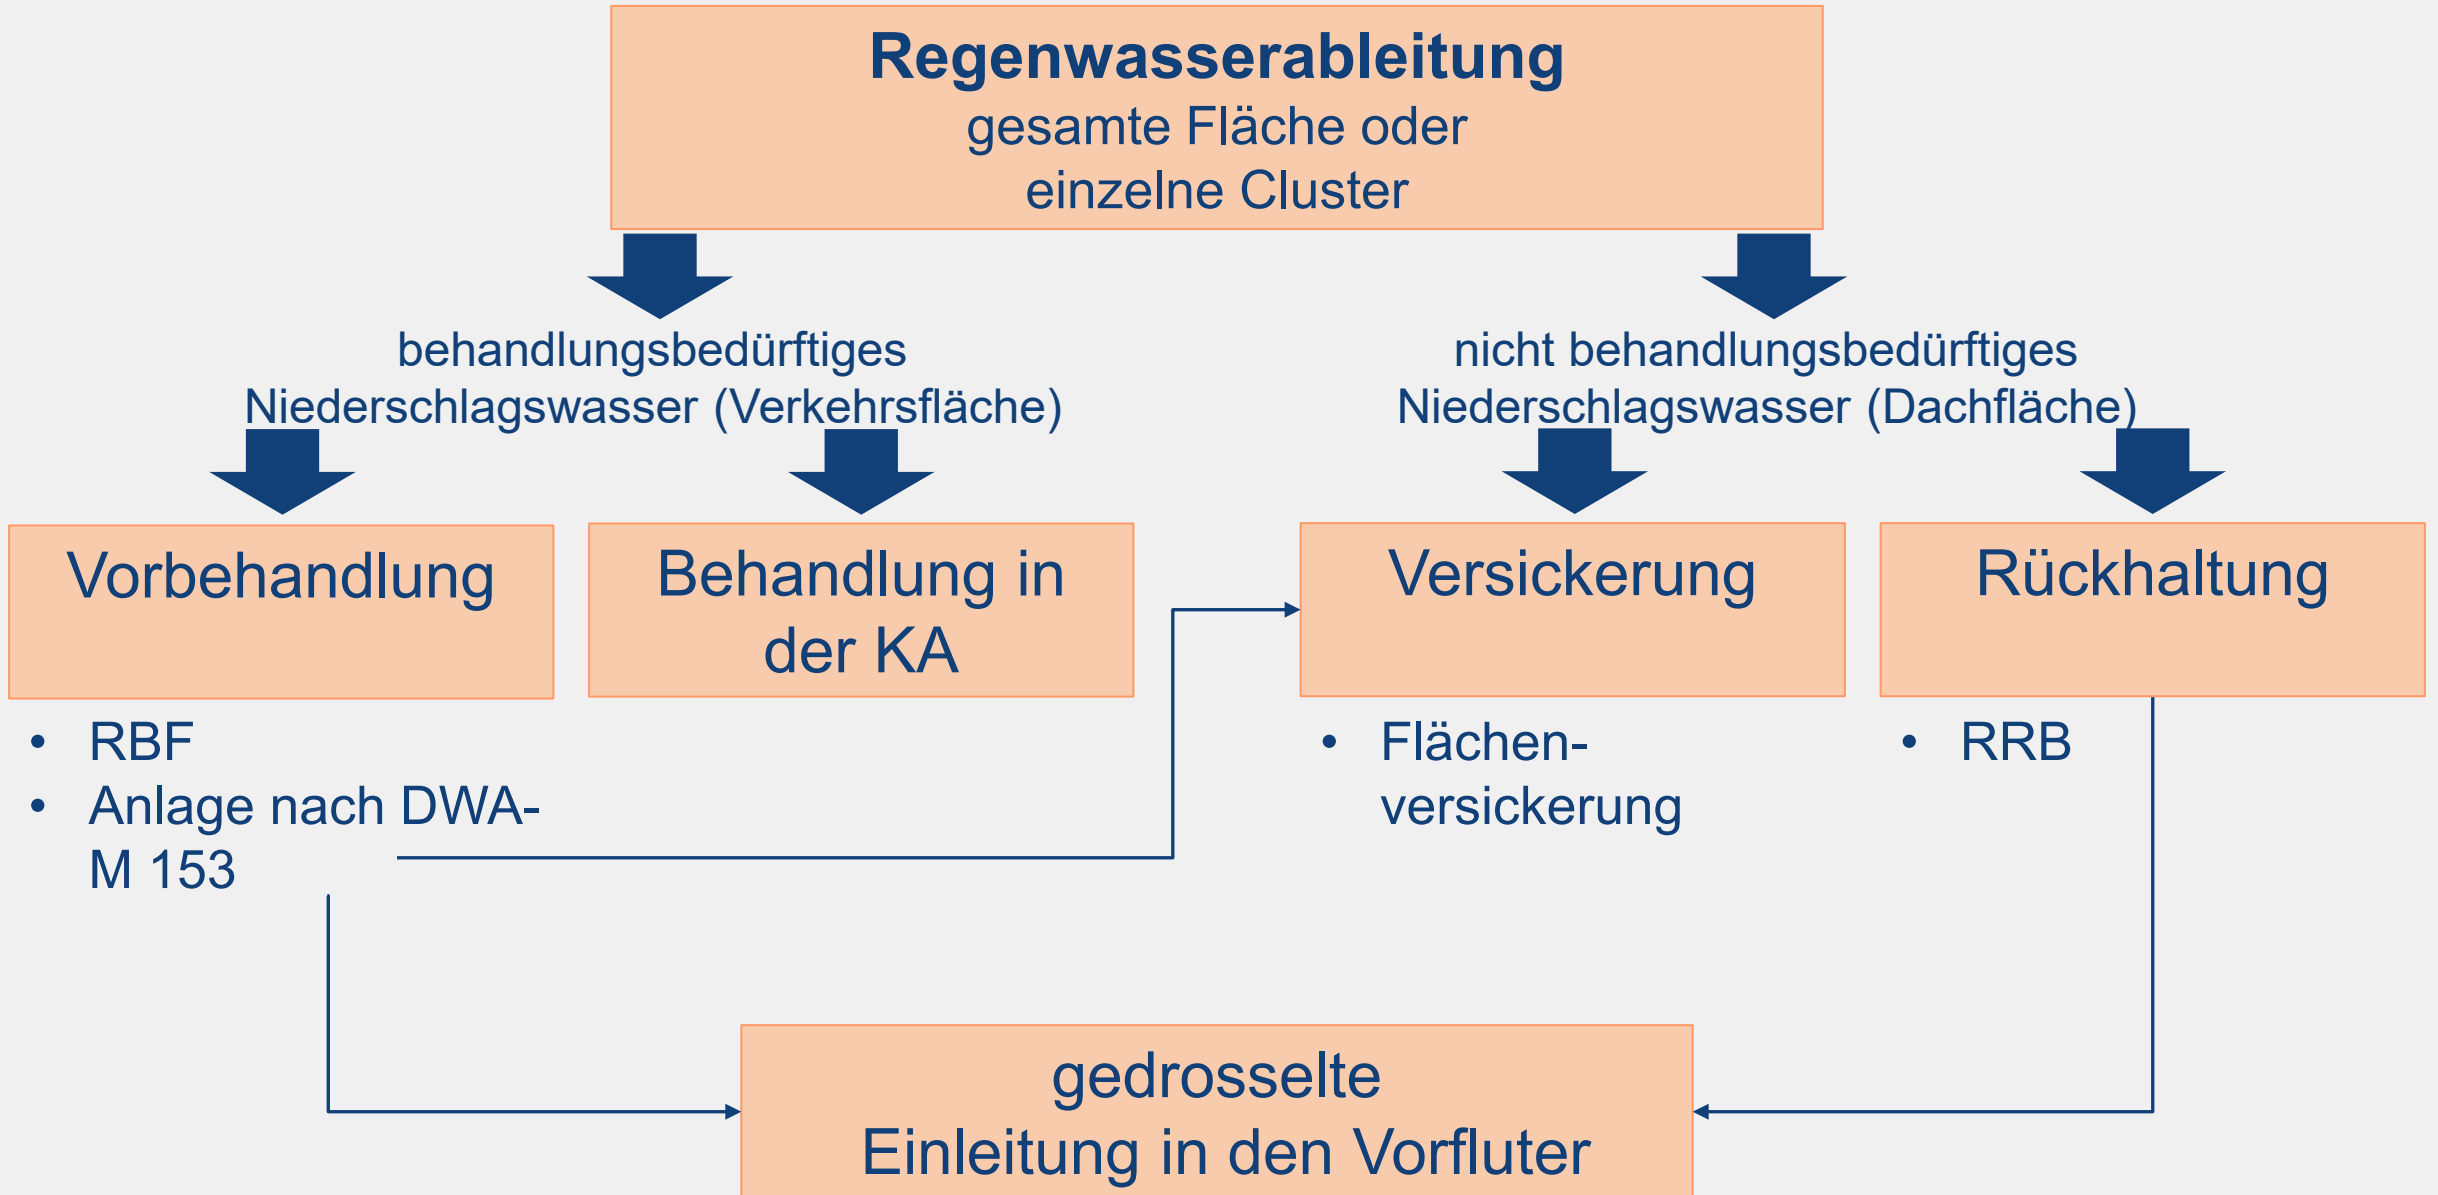 Regenwasserableitung
gesamte Fläche oder
einzelne Cluster
behandlungsbedürftiges
Niederschlagswasser (Verkehrsfläche)
nicht behandlungsbedürftiges
Niederschlagswasser (Dachfläche)
Vorbehandlung
Behandlung in
der KA
Versickerung
Rückhaltung
• RBF
• Anlage nach DWA-
M 153
• Flächen-
versickerung
• RRB
gedrosselte
Einleitung in den Vorfluter